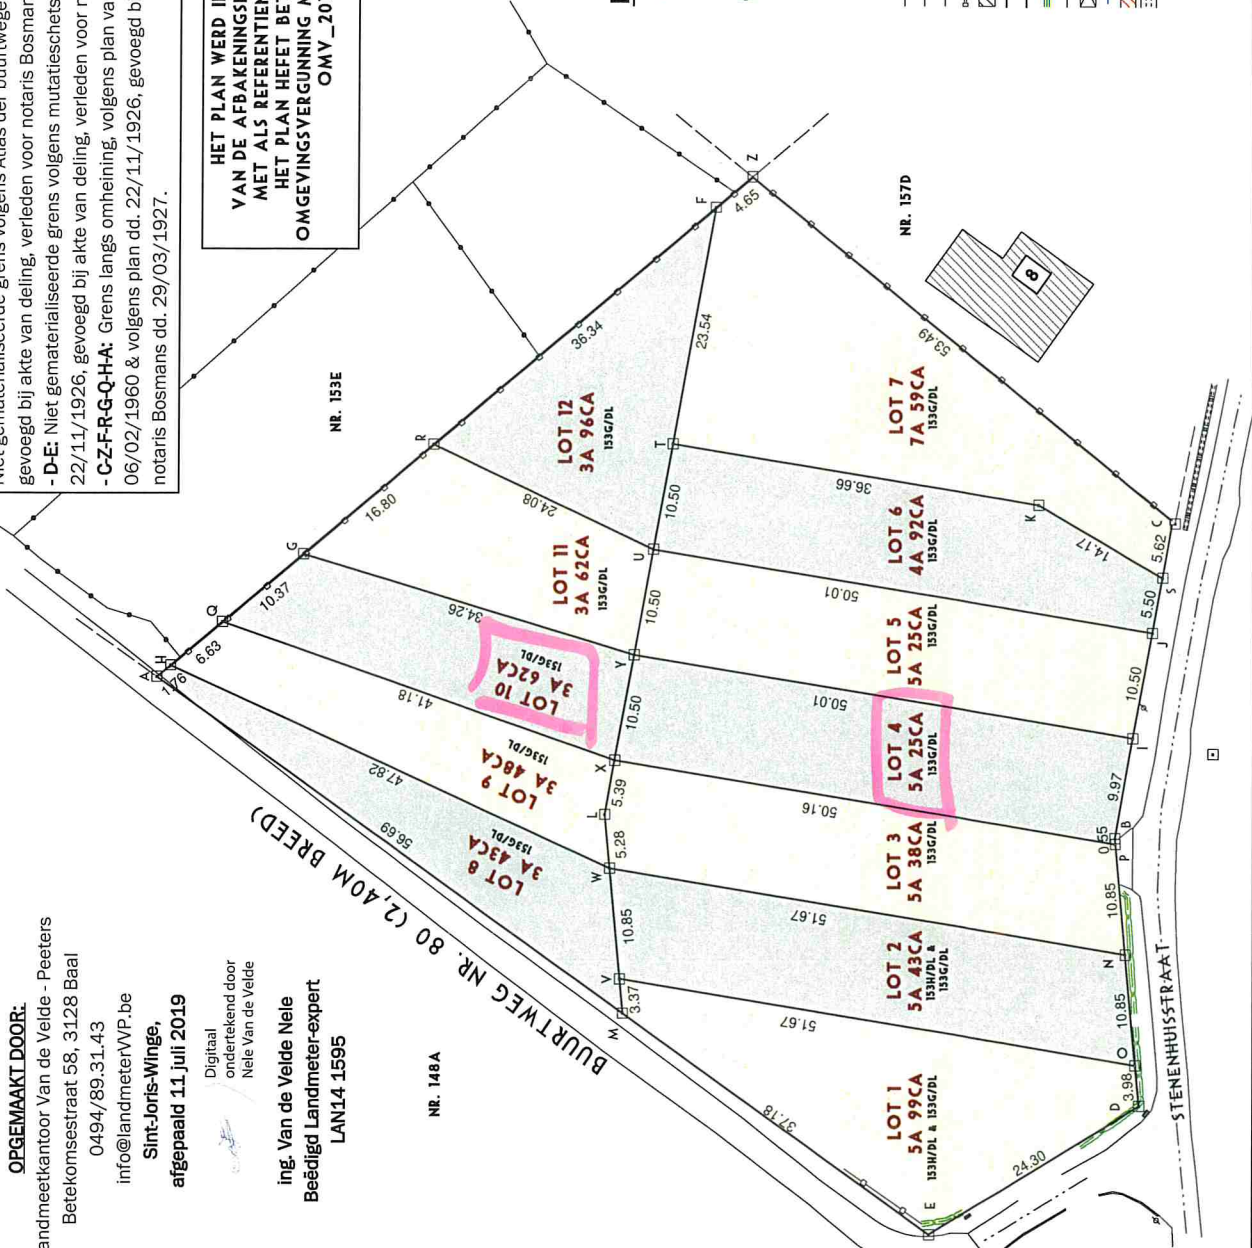 OPGEMAAKT DOOR:
andmeetkantoor Van de Velde - Peeters
Betekomsestraat 58, 3128 Baal
0494/89.31.43
info@landmeterVVP.be
Sint-Joris-Winge,
afgepaald 11 juli 2019
Digitaal
ondertekend door
Nele Van de Velde
ing. Van de Velde Nele
Beëdigd Landmeter-expert
LAN14 1595
gevoegd bij akte van deling, verleden voor notaris Bosman
- D-E: Niet gematerialiseerde grens volgens mutatieschets
22/11/1926, gevoegd bij akte van deling, verleden voor n
- C-Z-F-R-G-Q-H-A: Grens langs omheining, volgens plan va
06/02/1960 & volgens plan dd. 22/11/1926, gevoegd b
notaris Bosmans dd. 29/03/1927.
HET PLAN WERD I
VAN DE AFBAKENINGS
MET ALS REFERENTIE
HET PLAN HEFET BE
OMGEVINGSVERGUNNING
OMV_20
NR. 148A
NR. 153E
NR. 157D
8
BUURTWEG NR. 80 (2,40M BREED)
STENENHUISSTRAAT
LOT 1
5A 99CA
153H/DL & 153G/DL
LOT 2
5A 43CA
153H/DL &
153G/DL
LOT 3
5A 38CA
153G/DL
LOT 4
5A 25CA
153G/DL
LOT 5
5A 25CA
153G/DL
LOT 6
4A 92CA
153G/DL
LOT 7
7A 59CA
153G/DL
LOT 8
3A 43CA
153G/DL
LOT 9
3A 48CA
153G/DL
LOT 10
3A 62CA
153G/DL
LOT 11
3A 62CA
153G/DL
LOT 12
3A 96CA
153G/DL
A
H
Q
G
R
F
Z
1.76
6.63
10.37
16.80
36.34
4.65
56.69
47.82
41.18
34.26
24.08
23.54
53.49
M
V
W
L
X
Y
U
T
3.37
10.85
5.28
5.39
10.50
10.50
10.50
37.18
51.67
51.67
50.16
50.01
50.01
36.66
14.17
K
E
D
O
N
P
B
I
J
S
C
24.30
3.98
10.85
10.85
0.55
9.97
10.50
5.50
5.62